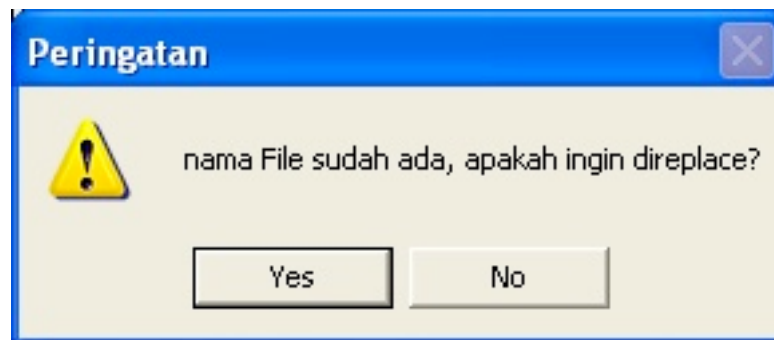 Peringatan
nama File sudah ada, apakah ingin direplace?
Yes
No